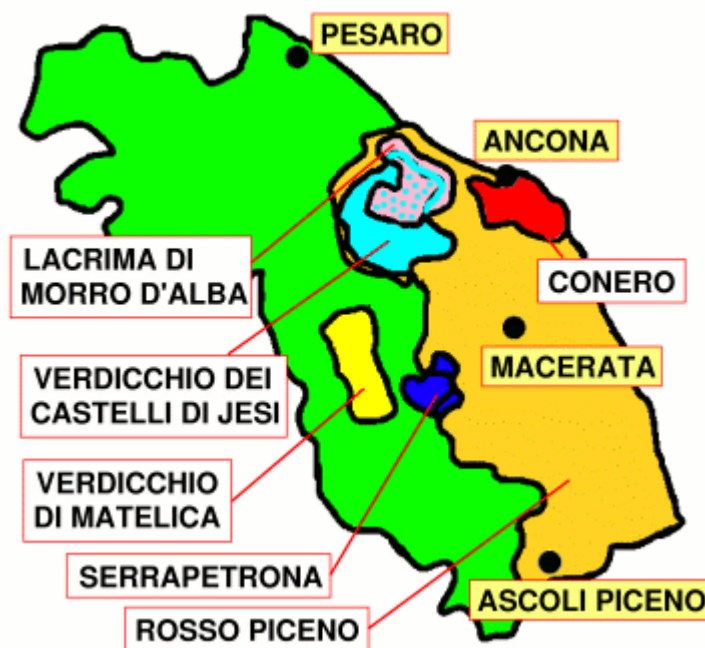 PESARO
ANCONA
LACRIMA DI
MORRO D'ALBA
CONERO
MACERATA
VERDICCHIO DEI
CASTELLI DI JESI
VERDICCHIO
DI MATELICA
SERRAPETRONA
ASCOLI PICENO
ROSSO PICENO